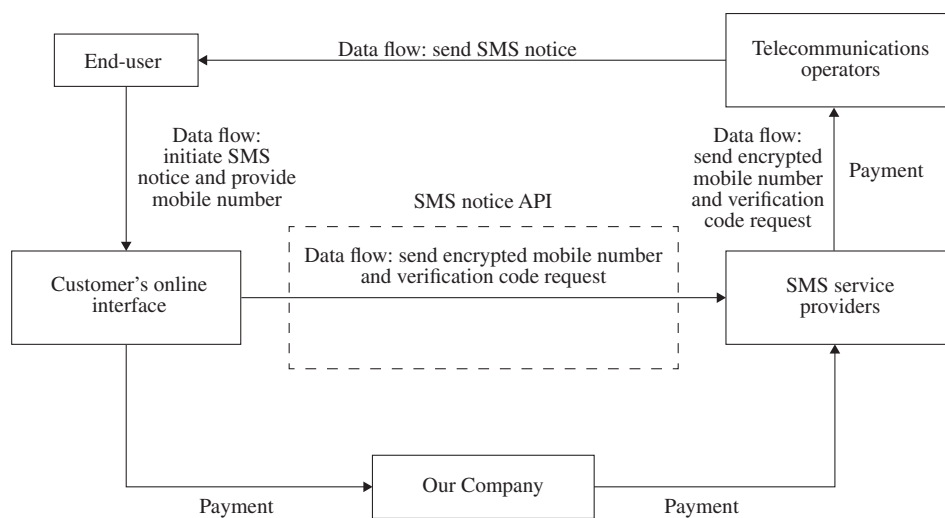 End-user
Data flow: send SMS notice
Telecommunications
operators
Data flow:
initiate SMS
notice and provide
mobile number
Data flow:
send encrypted
mobile number
and verification
code request
Payment
SMS notice API
Data flow: send encrypted mobile number
and verification code request
Customer's online
interface
SMS service
providers
Payment
Our Company
Payment